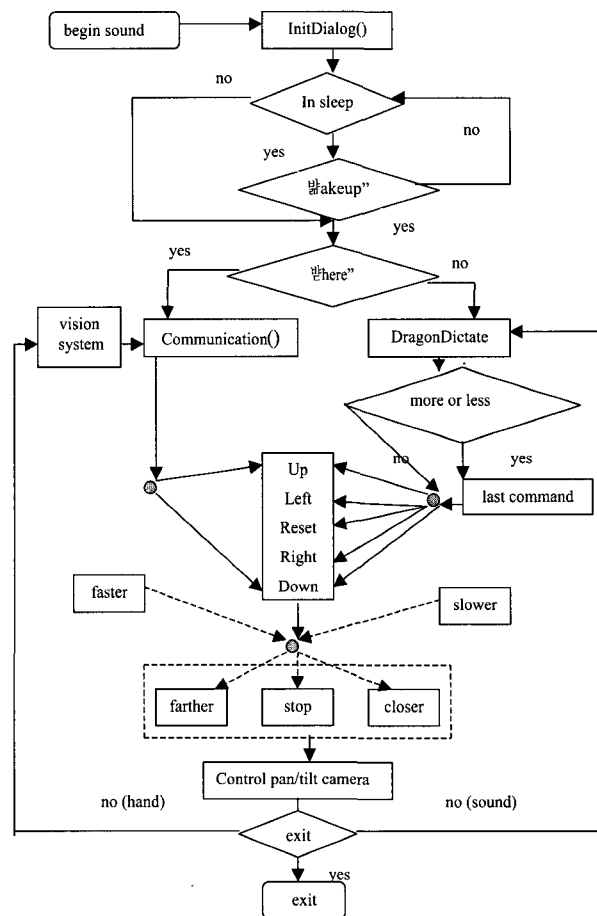 begin sound
InitDialog()
no
In sleep
no
yes
밞akeup”
yes
yes
밫here”
no
vision
system
Communication()
DragonDictate
more or less
no
yes
Up
Left
Reset
Right
Down
last command
faster
slower
farther
stop
closer
Control pan/tilt camera
no (hand)
no (sound)
exit
yes
exit